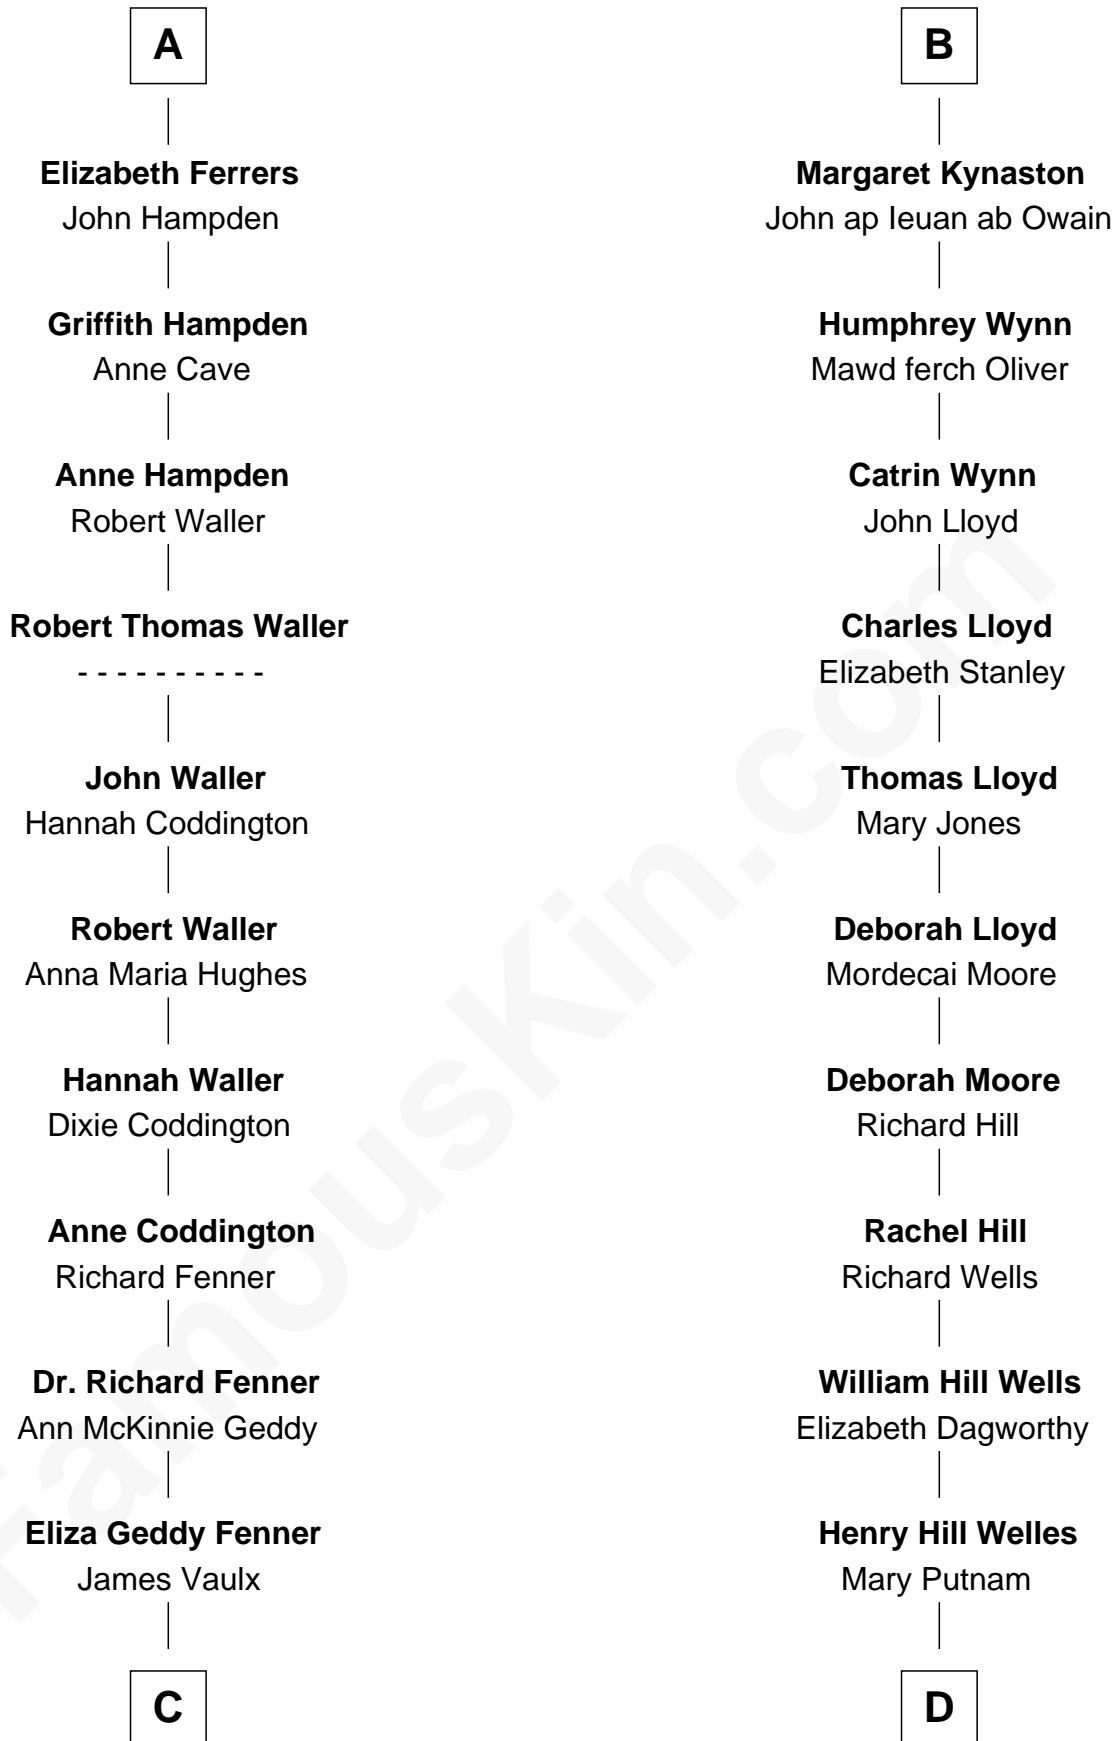 A
Elizabeth Ferrers
John Hampden
Griffith Hampden
Anne Cave
Anne Hampden
Robert Waller
Robert Thomas Waller
- - - - - - - - - -
John Waller
Hannah Coddington
Robert Waller
Anna Maria Hughes
Hannah Waller
Dixie Coddington
Anne Coddington
Richard Fenner
Dr. Richard Fenner
Ann McKinnie Geddy
Eliza Geddy Fenner
James Vaulx
C
B
Margaret Kynaston
John ap Ieuan ab Owain
Humphrey Wynn
Mawd ferch Oliver
Catrin Wynn
John Lloyd
Charles Lloyd
Elizabeth Stanley
Thomas Lloyd
Mary Jones
Deborah Lloyd
Mordecai Moore
Deborah Moore
Richard Hill
Rachel Hill
Richard Wells
William Hill Wells
Elizabeth Dagworthy
Henry Hill Welles
Mary Putnam
D
FamousKin.com